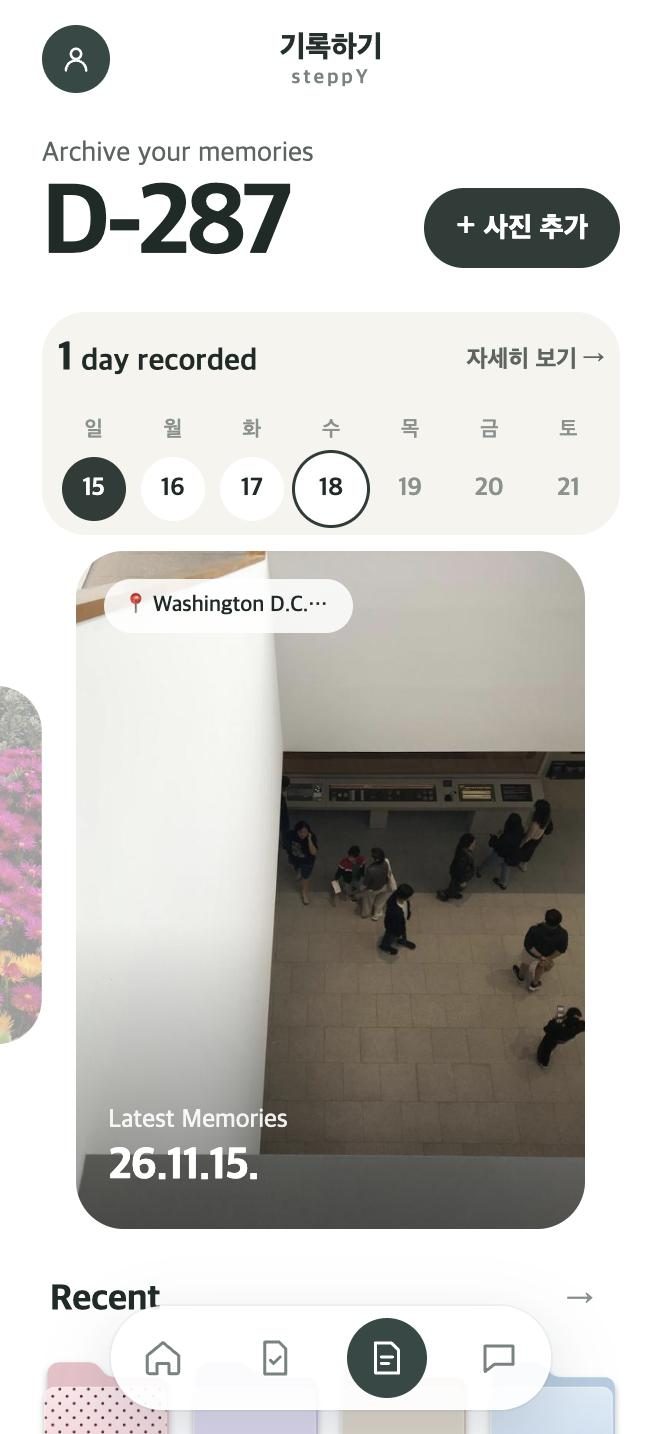 기록하기
steppY
Archive your memories
D-287
+ 사진 추가
1 day recorded
자세히 보기 →
일 월 화 수 목 금 토
15 16 17 18 19 20 21
📍 Washington D.C.⋯
Latest Memories
26.11.15.
Recent →